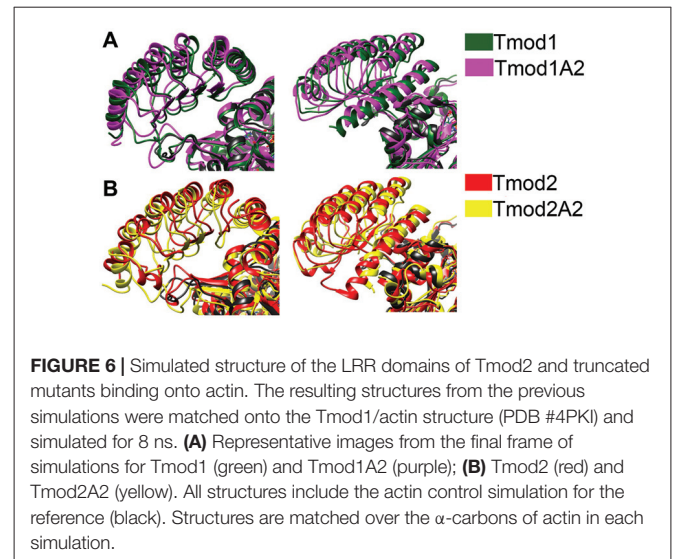 A
Tmod1
Tmod1A2
B
Tmod2
Tmod2A2
FIGURE 6 | Simulated structure of the LRR domains of Tmod2 and truncated
mutants binding onto actin. The resulting structures from the previous
simulations were matched onto the Tmod1/actin structure (PDB #4PKI) and
simulated for 8 ns. (A) Representative images from the final frame of
simulations for Tmod1 (green) and Tmod1A2 (purple); (B) Tmod2 (red) and
Tmod2A2 (yellow). All structures include the actin control simulation for the
reference (black). Structures are matched over the α-carbons of actin in each
simulation.